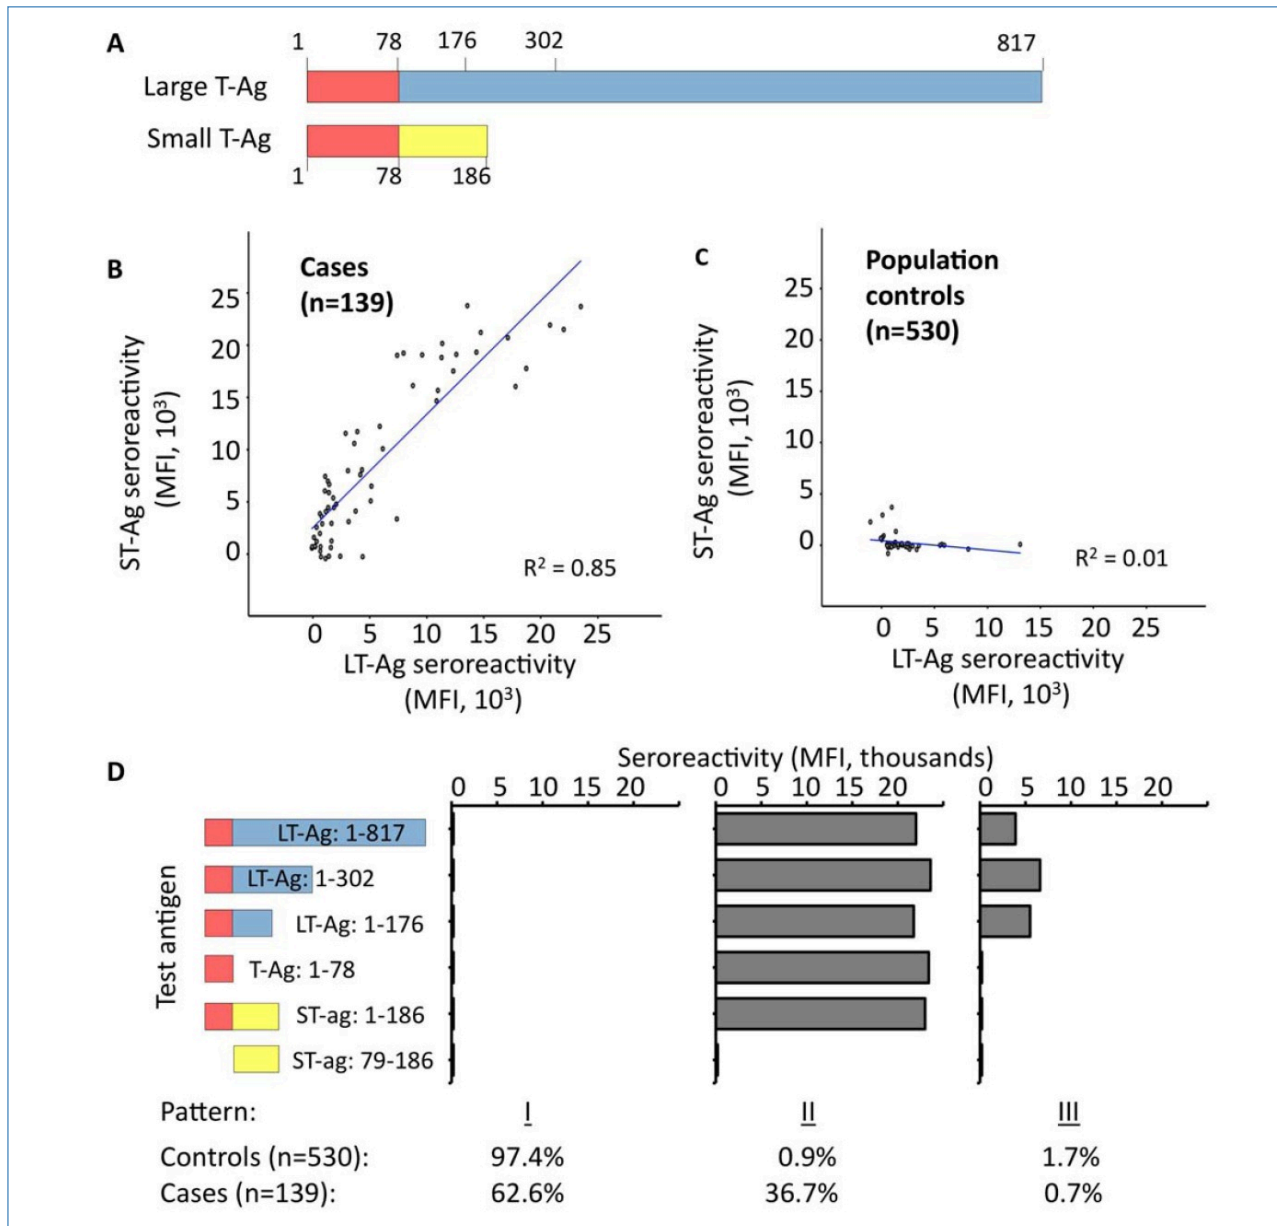 A
1 78 176 302 817
Large T-Ag
Small T-Ag
1 78 186
B
Cases
(n=139)
25
20
15
10
5
0
ST-Ag seroreactivity
(MFI, 10³)
R² = 0.85
0 5 10 15 20 25
LT-Ag seroreactivity
(MFI, 10³)
C
Population
controls
(n=530)
25
20
15
10
5
0
ST-Ag seroreactivity
(MFI, 10³)
R² = 0.01
0 5 10 15 20 25
LT-Ag seroreactivity
(MFI, 10³)
D
Seroreactivity (MFI, thousands)
0 5 10 15 20 0 5 10 15 20 0 5 10 15 20
Test antigen
LT-Ag: 1-817
LT-Ag: 1-302
LT-Ag: 1-176
T-Ag: 1-78
ST-ag: 1-186
ST-ag: 79-186
Pattern: I II III
Controls (n=530): 97.4% 0.9% 1.7%
Cases (n=139): 62.6% 36.7% 0.7%